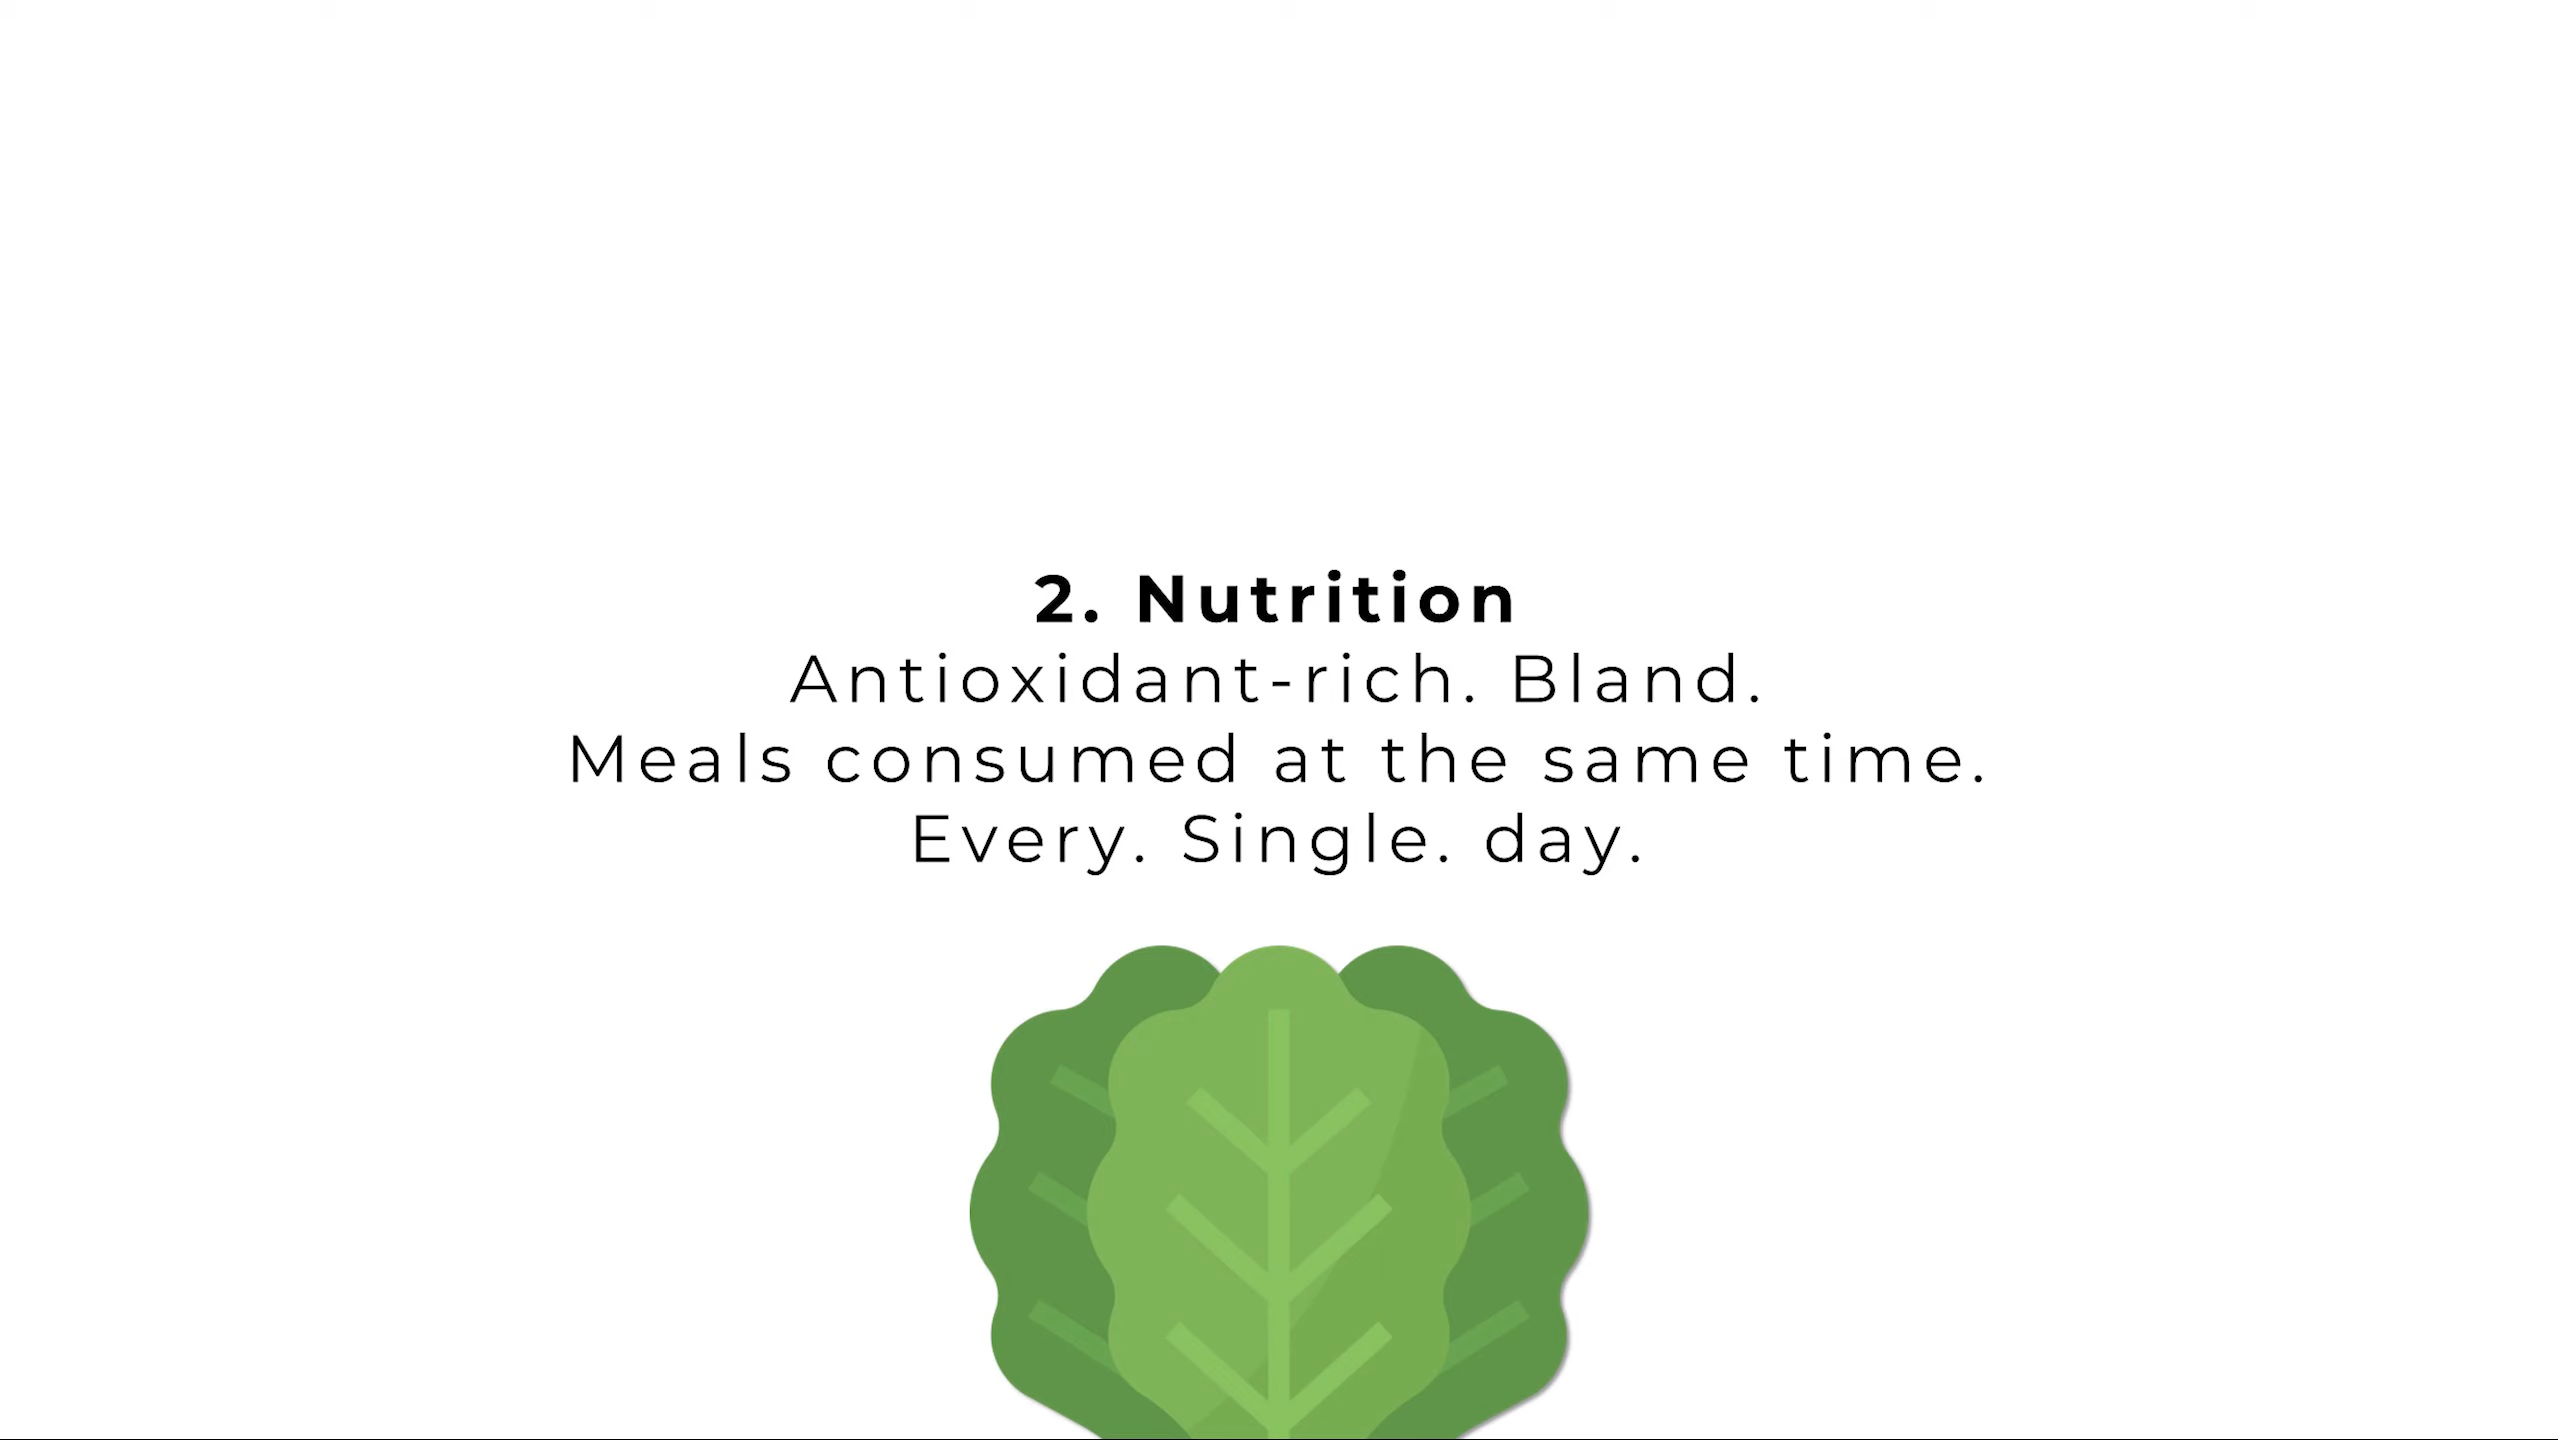 2. Nutrition
Antioxidant-rich. Bland.
Meals consumed at the same time.
Every. Single. day.